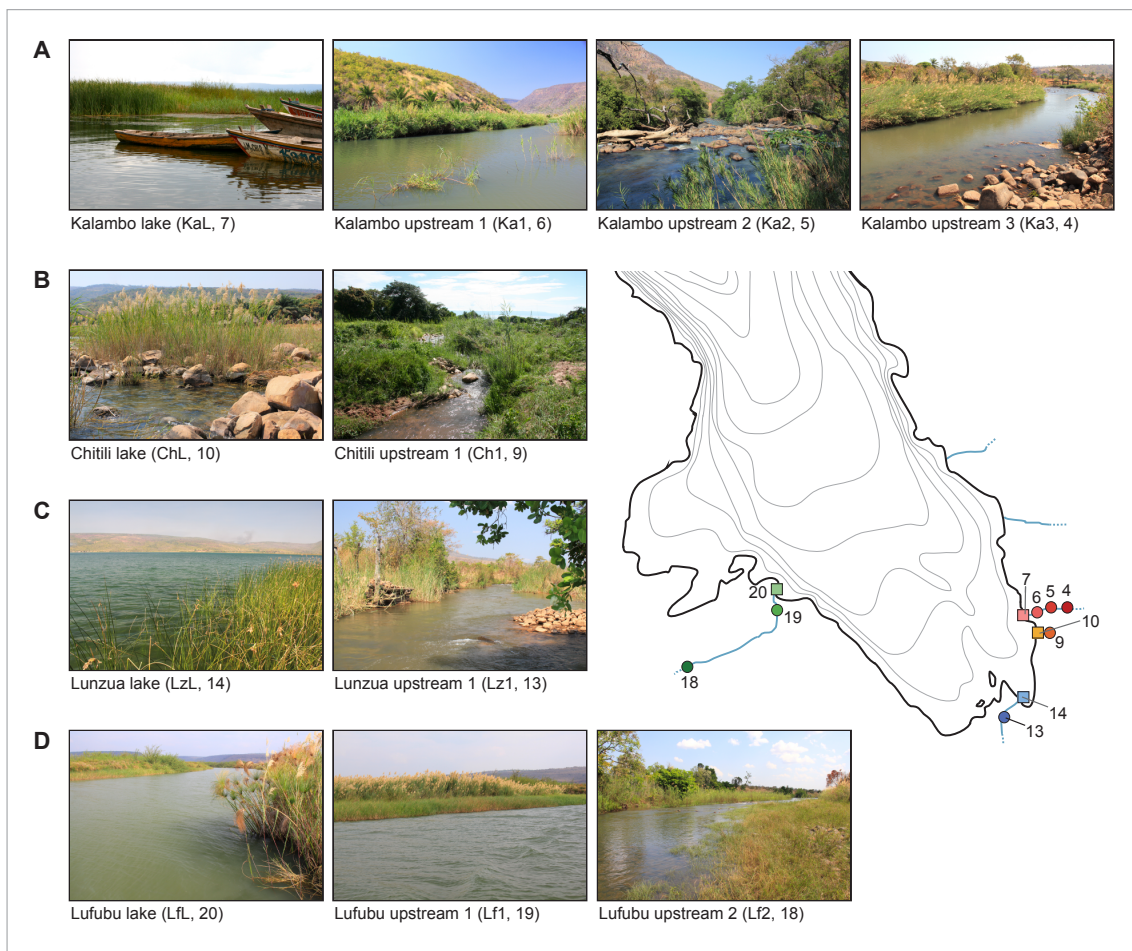 A
Kalambo lake (KaL, 7)
Kalambo upstream 1 (Ka1, 6)
Kalambo upstream 2 (Ka2, 5)
Kalambo upstream 3 (Ka3, 4)
B
Chitili lake (ChL, 10)
Chitili upstream 1 (Ch1, 9)
C
Lunzua lake (LzL, 14)
Lunzua upstream 1 (Lz1, 13)
D
Lufubu lake (LfL, 20)
Lufubu upstream 1 (Lf1, 19)
Lufubu upstream 2 (Lf2, 18)
7
6
5
4
10
9
20
19
18
14
13